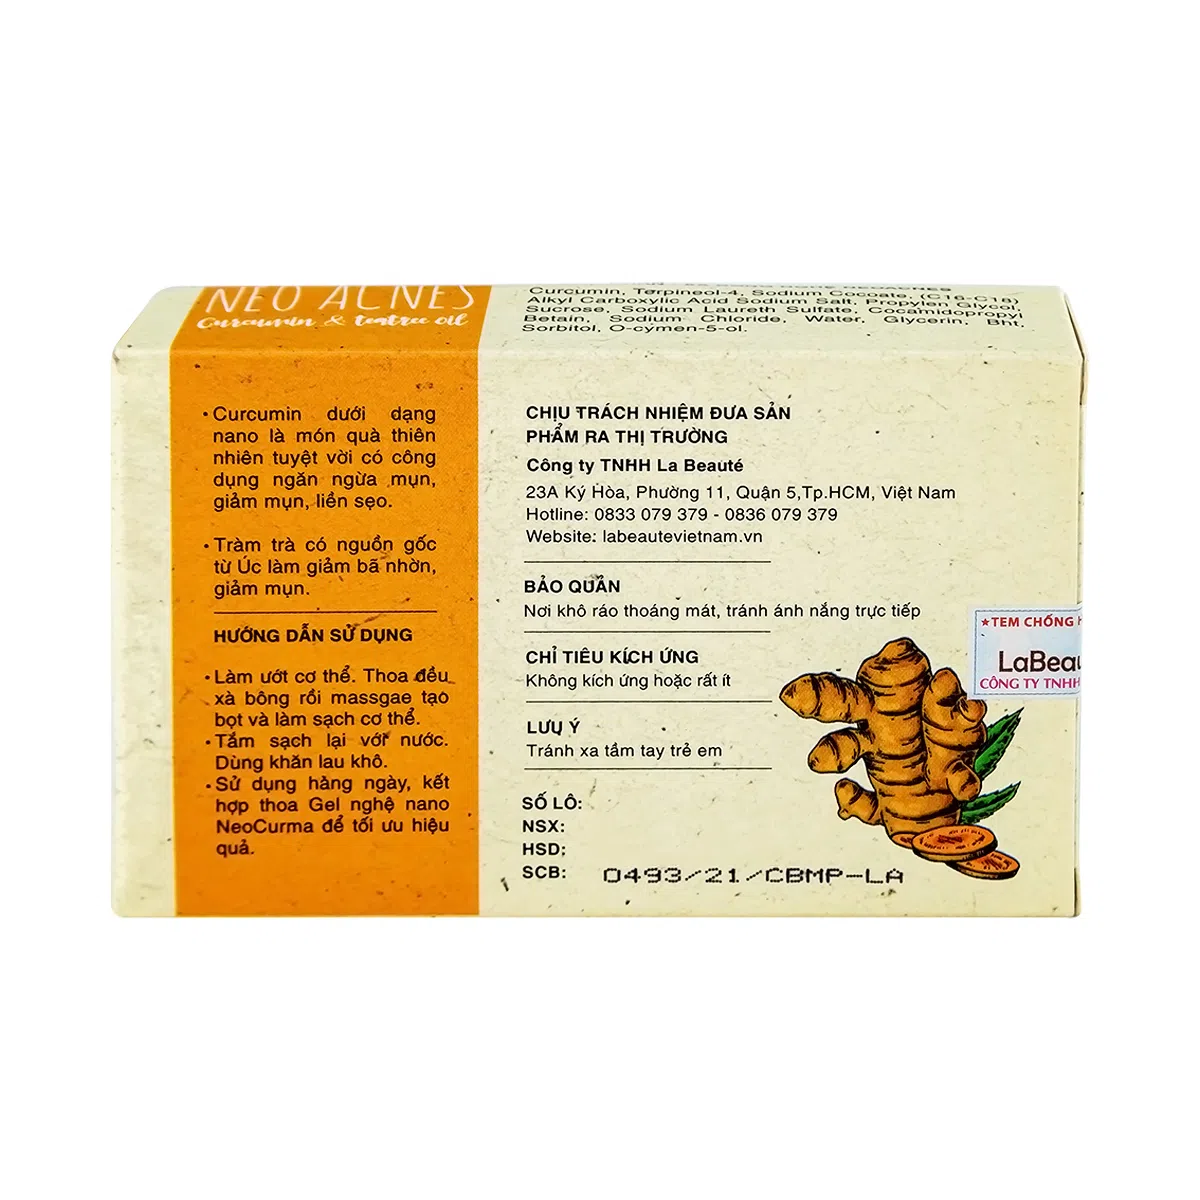 NEO ACNES
Curcumin & teatree oil
• Curcumin dưới dạng
nano là món quà thiên
nhiên tuyệt vời có công
dụng ngăn ngừa mụn,
giảm mụn, liền sẹo.
• Tràm trà có nguồn gốc
từ Úc làm giảm bã nhờn,
giảm mụn.
HƯỚNG DẪN SỬ DỤNG
• Làm ướt cơ thể. Thoa đều
xà bông rồi massgae tạo
bọt và làm sạch cơ thể.
• Tắm sạch lại với nước.
Dùng khăn lau khô.
• Sử dụng hàng ngày, kết
hợp thoa Gel nghệ nano
NeoCurma để tối ưu hiệu
quả.
Curcumin, Terpineol-4, Sodium Cocoate, (C16-C18)
Alkyl Carboxylic Acid Sodium Salt, Propylen Glycol,
Sucrose, Sodium Laureth Sulfate, Cocamidopropyl
Betain, Sodium Chloride, Water, Glycerin, Bht,
Sorbitol, O-cymen-5-ol.
CHỊU TRÁCH NHIỆM ĐƯA SẢN
PHẨM RA THỊ TRƯỜNG
Công ty TNHH La Beauté
23A Ký Hòa, Phường 11, Quận 5,Tp.HCM, Việt Nam
Hotline: 0833 079 379 - 0836 079 379
Website: labeautevietnam.vn
BẢO QUẢN
Nơi khô ráo thoáng mát, tránh ánh nắng trực tiếp
CHỈ TIÊU KÍCH ỨNG
Không kích ứng hoặc rất ít
LƯU Ý
Tránh xa tầm tay trẻ em
SỐ LÔ:
NSX:
HSD:
SCB: 0493/21/CBMP-LA
★TEM CHỐNG
LaBeau
CÔNG TY TNHH